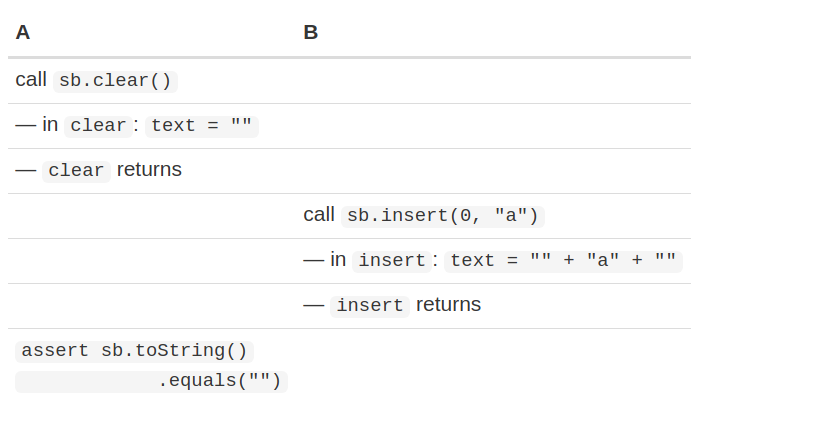 A B
call sb.clear()
— in clear: text = ""
— clear returns
call sb.insert(0, "a")
— in insert: text = "" + "a" + ""
— insert returns
assert sb.toString()
.equals("")